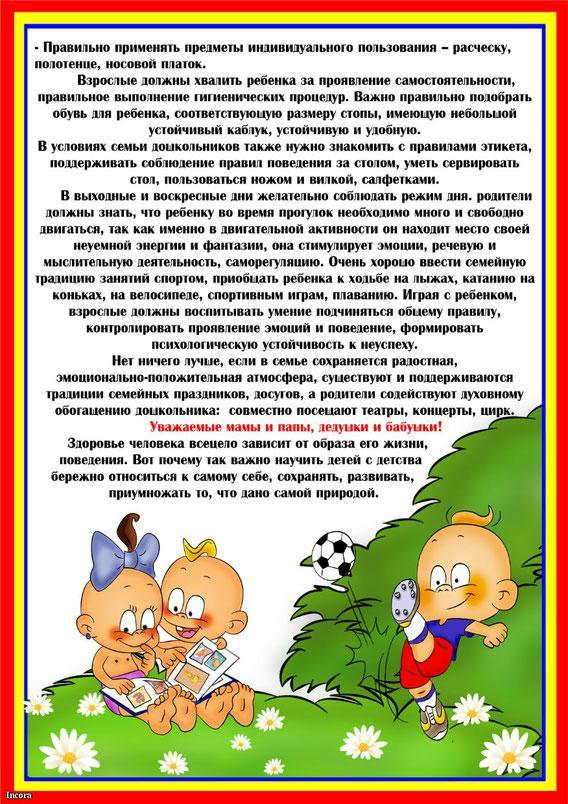 - Правильно применять предметы индивидуального пользования – расческу,
полотенце, носовой платок.
Взрослые должны хвалить ребенка за проявление самостоятельности,
правильное выполнение гигиенических процедур. Важно правильно подобрать
обувь для ребенка, соответствующую размеру стопы, имеющую небольшой
устойчивый каблук, устойчивую и удобную.
В условиях семьи дошкольников также нужно знакомить с правилами этикета,
поддерживать соблюдение правил поведения за столом, уметь сервировать
стол, пользоваться ножом и вилкой, салфетками.
В выходные и воскресные дни желательно соблюдать режим дня. родители
должны знать, что ребенку во время прогулок необходимо много и свободно
двигаться, так как именно в двигательной активности он находит место своей
неуемной энергии и фантазии, она стимулирует эмоции, речевую и
мыслительную деятельность, саморегуляцию. Очень хорошо ввести семейную
традицию занятий спортом, приобщать ребенка к ходьбе на лыжах, катанию на
коньках, на велосипеде, спортивным играм, плаванию. Играя с ребенком,
взрослые должны воспитывать умение подчиняться общему правилу,
контролировать проявление эмоций и поведение, формировать
психологическую устойчивость к неуспеху.
Нет ничего лучше, если в семье сохраняется радостная,
эмоционально-положительная атмосфера, существуют и поддерживаются
традиции семейных праздников, досугов, а родители содействуют духовному
обогащению дошкольника: совместно посещают театры, концерты, цирк.
Уважаемые мамы и папы, дедушки и бабушки!
Здоровье человека всецело зависит от образа его жизни,
поведения. Вот почему так важно научить детей с детства
бережно относиться к самому себе, сохранять, развивать,
приумножать то, что дано самой природой.
Incora